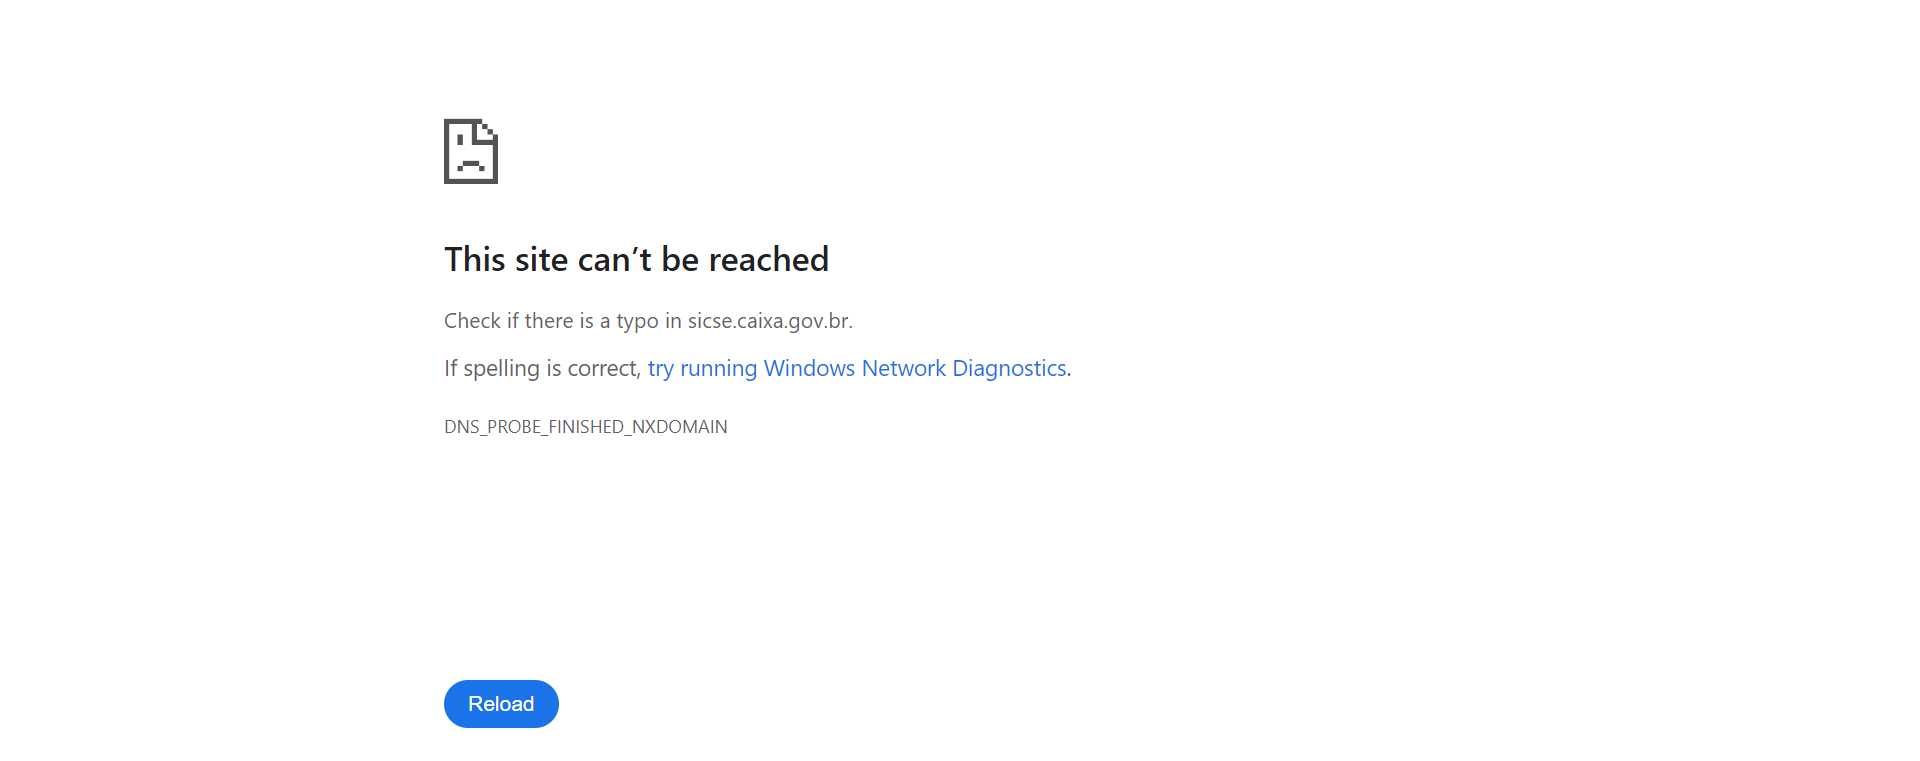 This site can’t be reached
Check if there is a typo in sicse.caixa.gov.br.
If spelling is correct, try running Windows Network Diagnostics.
DNS_PROBE_FINISHED_NXDOMAIN
Reload